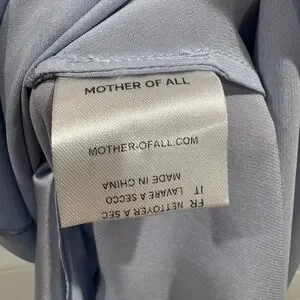 MOTHER OF ALL
MOTHER-OFALL.COM
MADE IN CHINA
IT LAVARE A SECCO
FR NETTOYER A SEC